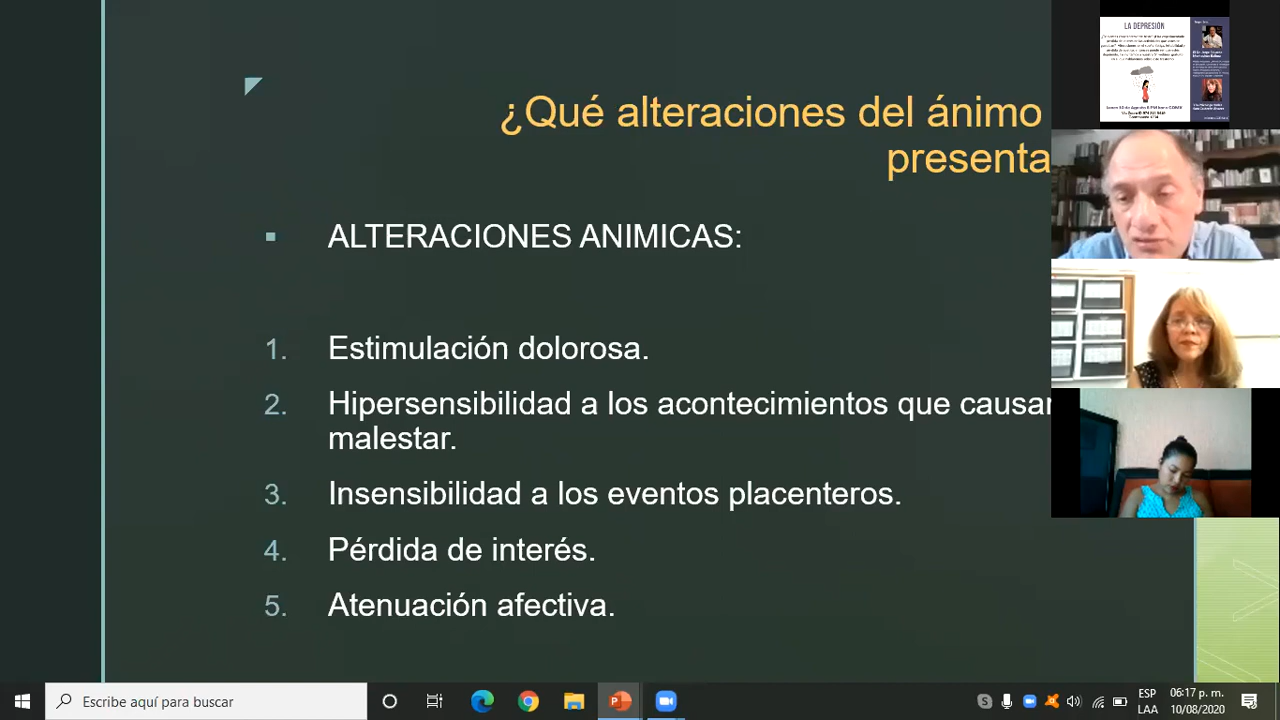 ¿Qué alteraciones del ánimo
presenta
ALTERACIONES ANIMICAS:
1. Estimulación dolorosa.
2. Hipersensibilidad a los acontecimientos que causan
malestar.
3. Insensibilidad a los eventos placenteros.
4. Pérdida de interés.
5. Atenuación afectiva.
LA DEPRESIÓN
Escribe aquí para buscar
ESP
LAA
06:17 p. m.
10/08/2020